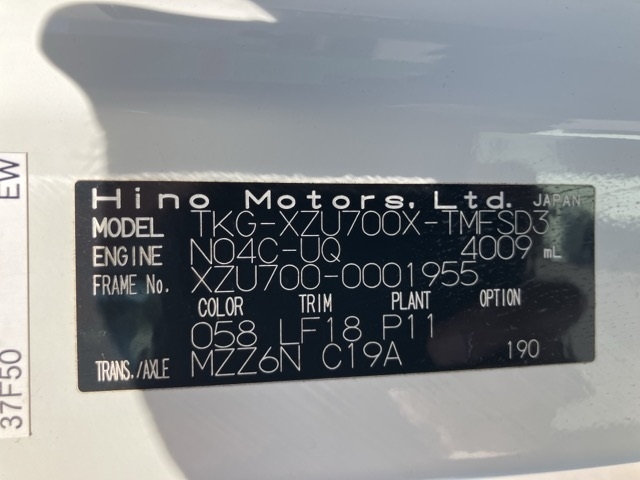 Hino Motors, Ltd. JAPAN
MODEL TKG-XZU700X-TMFSD3
ENGINE N04C-UQ 4009 mL
FRAME No. XZU700-0001955
COLOR TRIM PLANT OPTION
058 LF18 P11
TRANS./AXLE MZZ6N C19A 190
37F50 EW